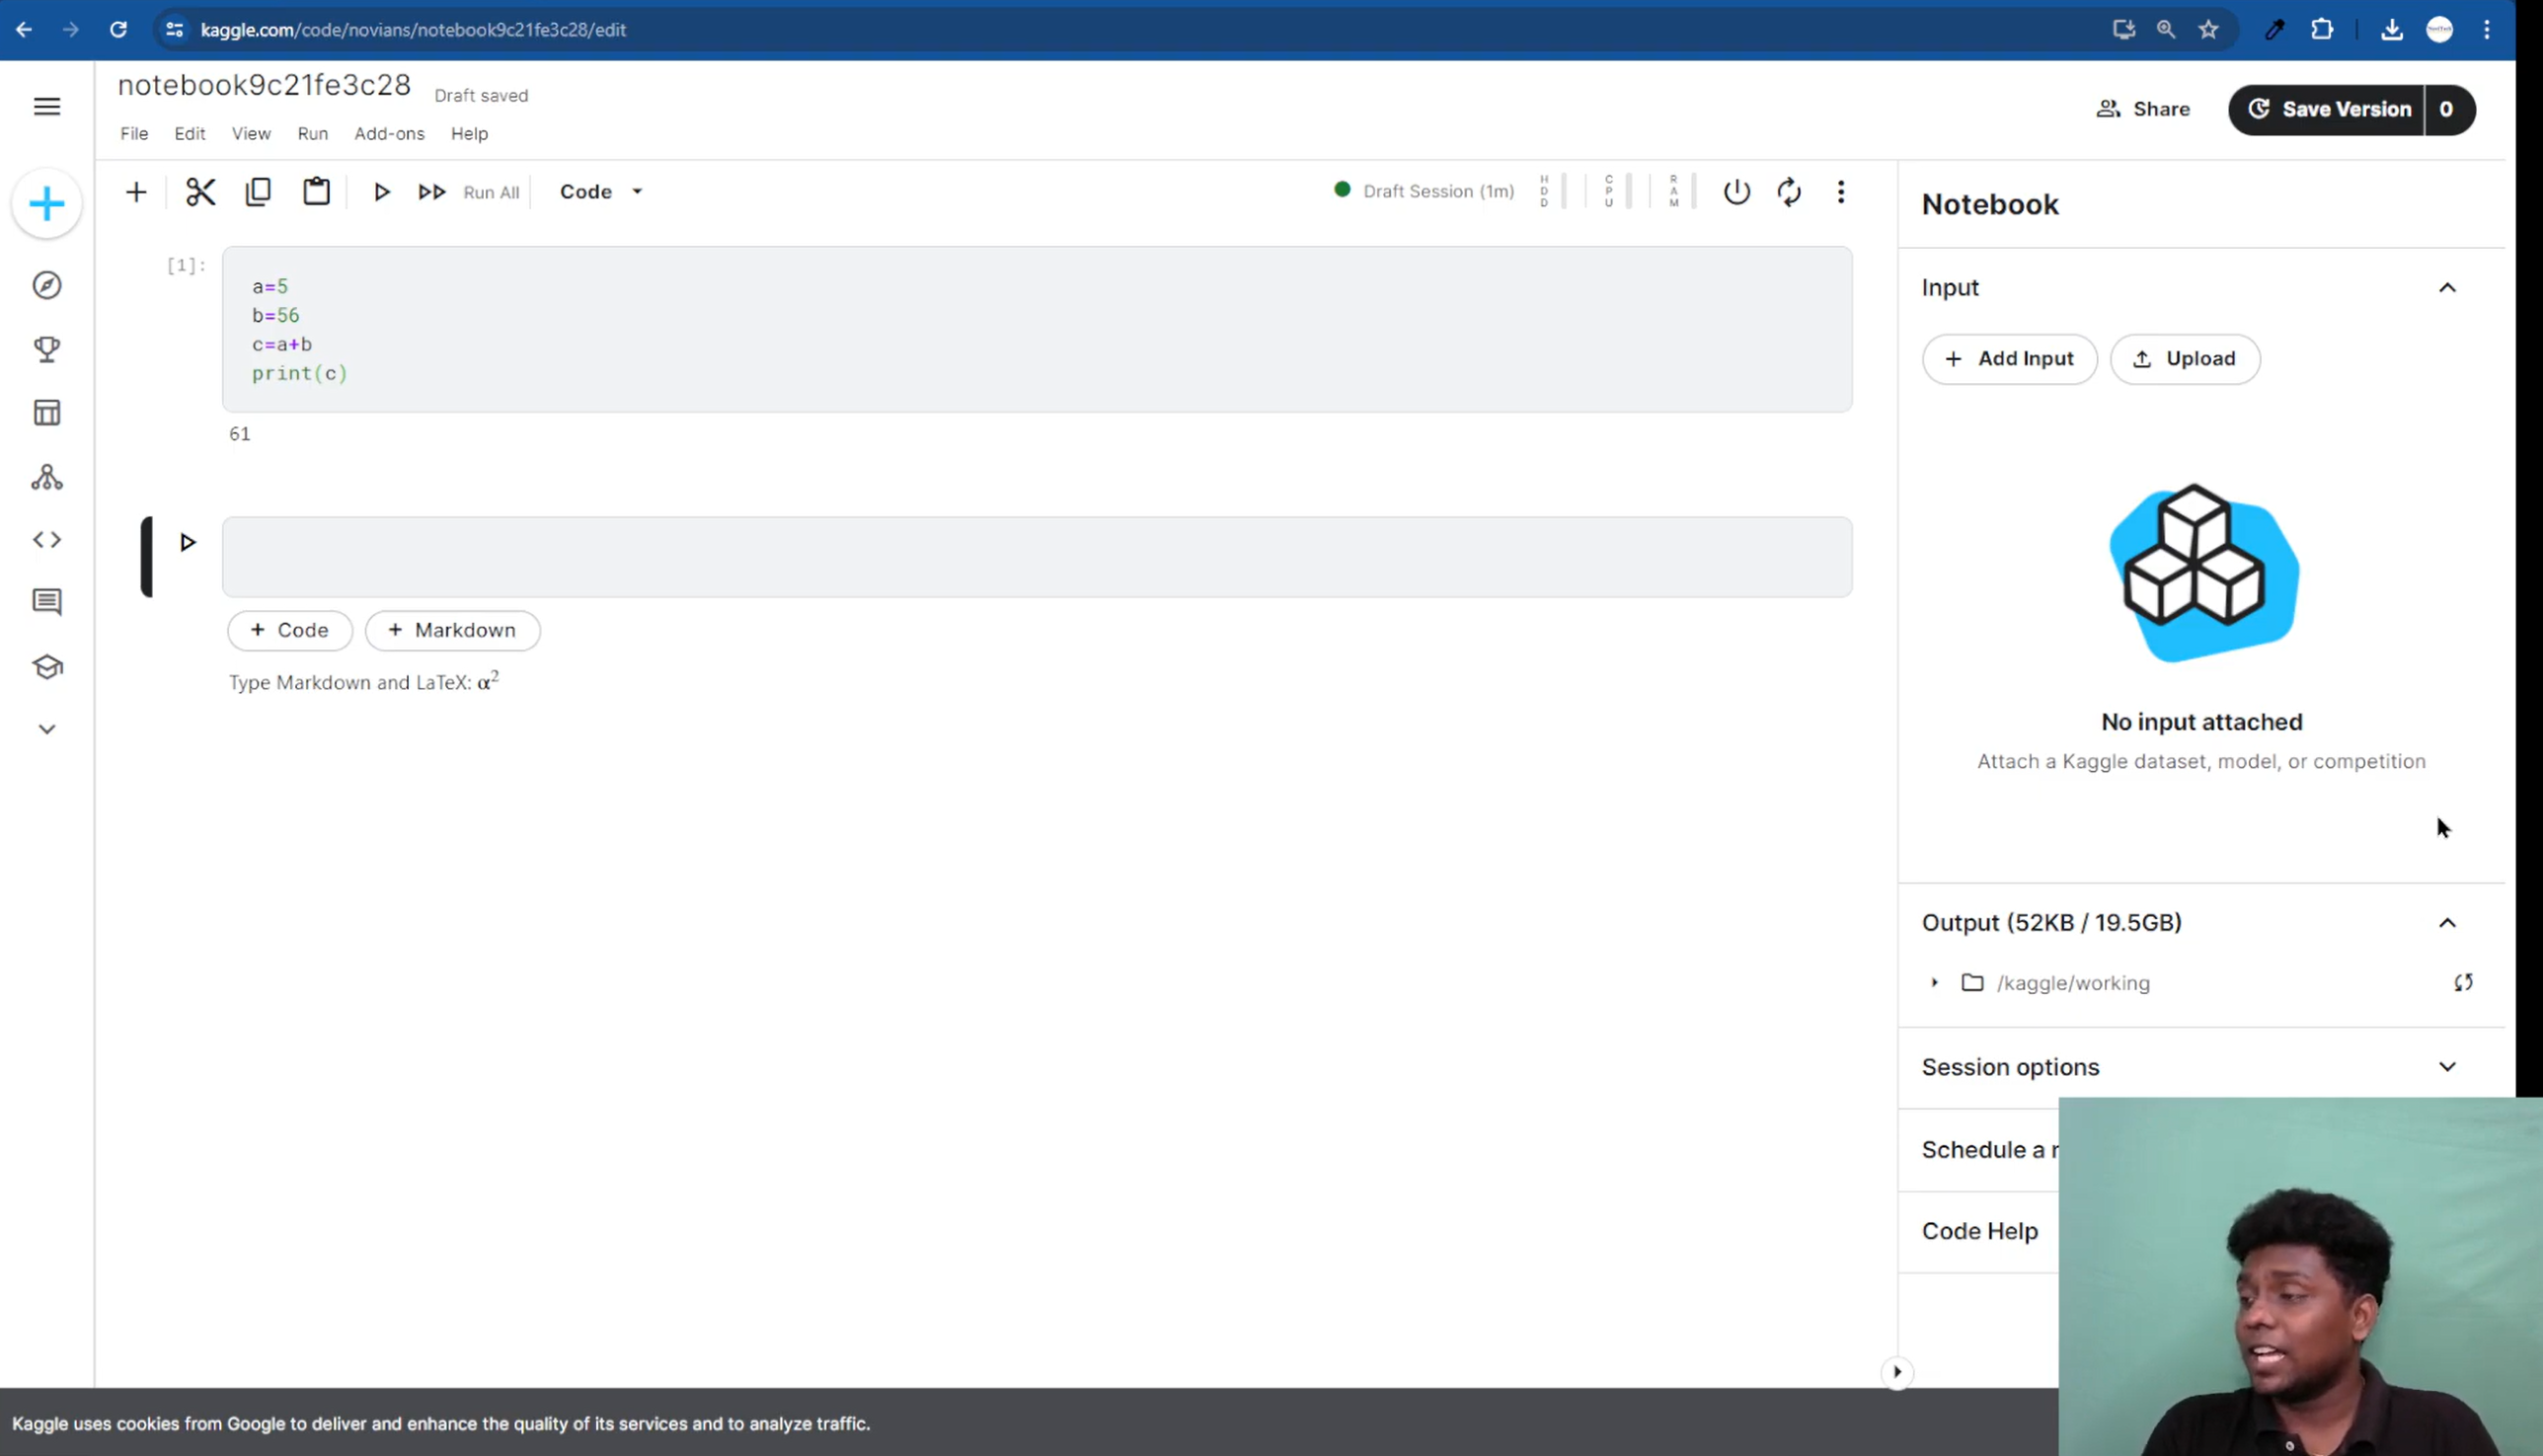 kaggle.com/code/novians/notebook9c21fe3c28/edit
notebook9c21fe3c28 Draft saved
File Edit View Run Add-ons Help
Share
Save Version 0
Run All Code
Draft Session (1m) HDD CPU RAM
[1]:
a=5
b=56
c=a+b
print(c)
61
+ Code + Markdown
Type Markdown and LaTeX: α²
Notebook
Input
+ Add Input Upload
No input attached
Attach a Kaggle dataset, model, or competition
Output (52KB / 19.5GB)
/kaggle/working
Session options
Schedule a r
Code Help
Kaggle uses cookies from Google to deliver and enhance the quality of its services and to analyze traffic.